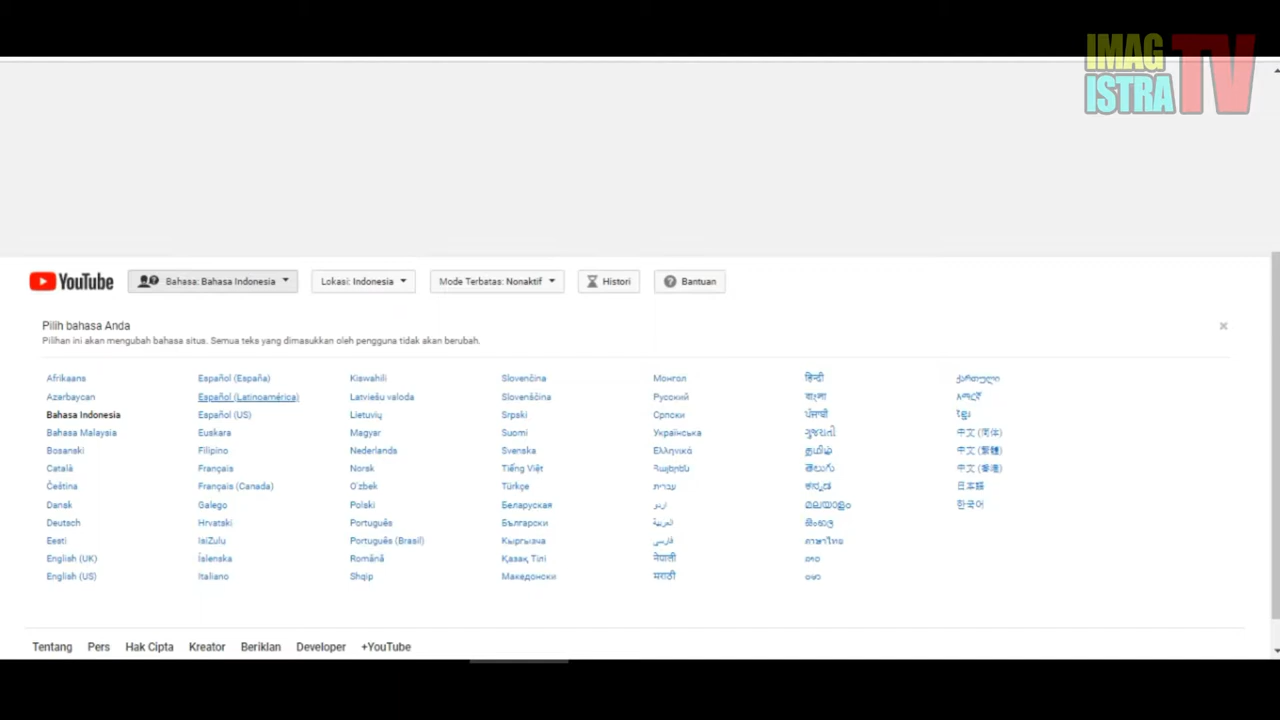 IMAG
ISTRA TV
YouTube Bahasa: Bahasa Indonesia Lokasi: Indonesia Mode Terbatas: Nonaktif Histori Bantuan
Pilih bahasa Anda
Pilihan ini akan mengubah bahasa situs. Semua teks yang dimasukkan oleh pengguna tidak akan berubah.
Afrikaans
Azərbaycan
Bahasa Indonesia
Bahasa Malaysia
Bosanski
Català
Čeština
Dansk
Deutsch
Eesti
English (UK)
English (US)
Español (España)
Español (Latinoamérica)
Español (US)
Euskara
Filipino
Français
Français (Canada)
Galego
Hrvatski
IsiZulu
Íslenska
Italiano
Kiswahili
Latviešu valoda
Lietuvių
Magyar
Nederlands
Norsk
O'zbek
Polski
Português
Português (Brasil)
Română
Shqip
Slovenčina
Slovenščina
Srpski
Suomi
Svenska
Tiếng Việt
Türkçe
Беларуская
Български
Кыргызча
Қазақ Тілі
Македонски
Монгол
Русский
Српски
Українська
Ελληνικά
Հայերեն
עברית
اردو
العربية
فارسی
नेपाली
मराठी
हिन्दी
বাংলা
ਪੰਜਾਬੀ
ગુજરાતી
தமிழ்
తెలుగు
ಕನ್ನಡ
മലയാളം
සිංහල
ภาษาไทย
ລາວ
ဗမာ
ქართული
አማርኛ
ខ្មែរ
中文 (简体)
中文 (繁體)
中文 (香港)
日本語
한국어
Tentang Pers Hak Cipta Kreator Beriklan Developer +YouTube